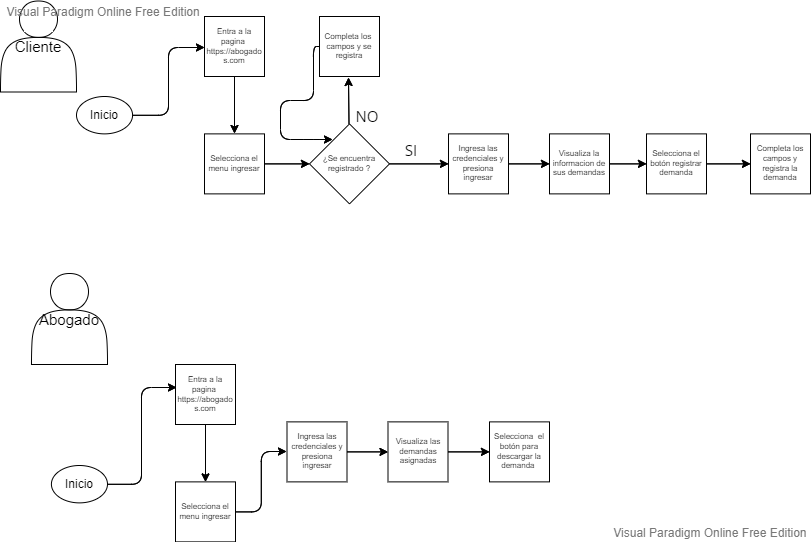 Visual Paradigm Online Free Edition
Cliente
Inicio
Entra a la
pagina
https://abogado
s.com
Selecciona el
menu ingresar
Completa los
campos y se
registra
NO
¿Se encuentra
registrado ?
SI
Ingresa las
credenciales y
presiona
ingresar
Visualiza la
informacion de
sus demandas
Selecciona el
botón registrar
demanda
Completa los
campos y
registra la
demanda
Abogado
Inicio
Entra a la
pagina
https://abogado
s.com
Selecciona el
menu ingresar
Ingresa las
credenciales y
presiona
ingresar
Visualiza las
demandas
asignadas
Selecciona  el
botón para
descargar la
demanda
Visual Paradigm Online Free Edition